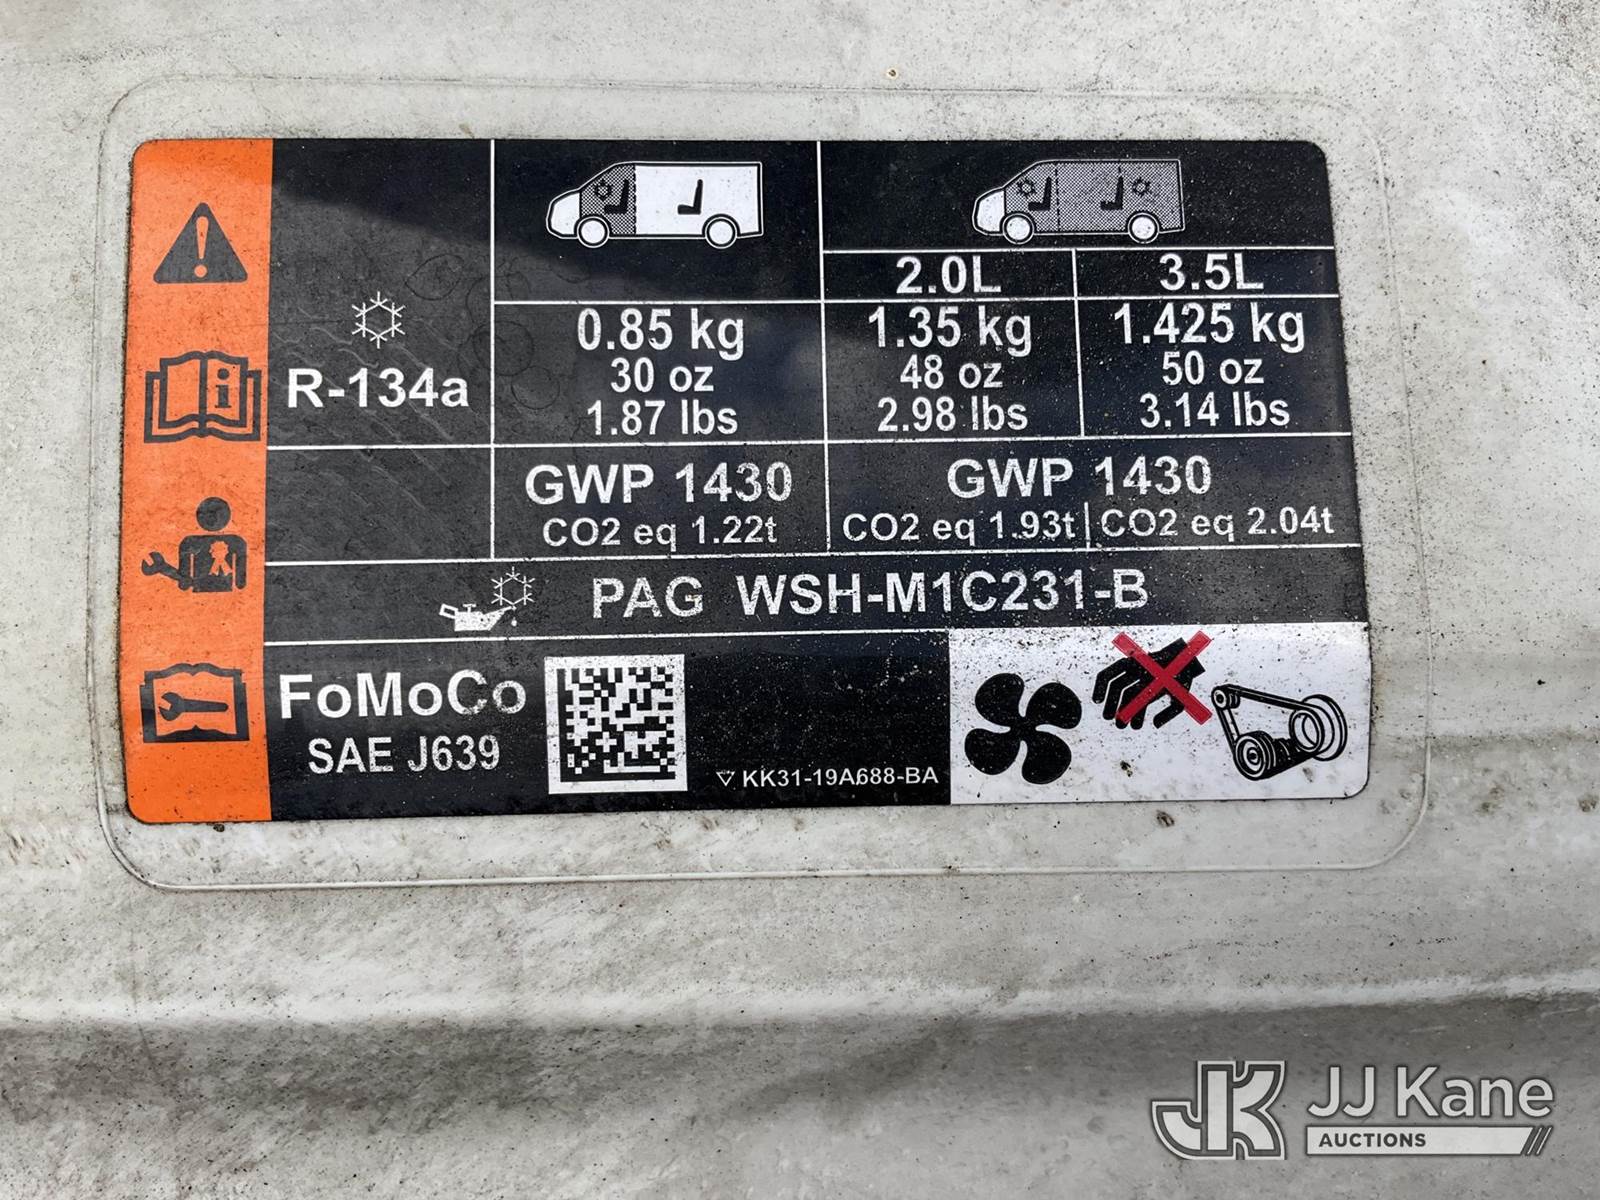 2.0L 3.5L
R-134a
0.85 kg
30 oz
1.87 lbs
1.35 kg
48 oz
2.98 lbs
1.425 kg
50 oz
3.14 lbs
GWP 1430
CO2 eq 1.22t
GWP 1430
CO2 eq 1.93t CO2 eq 2.04t
PAG WSH-M1C231-B
FoMoCo
SAE J639
KK31-19A688-BA
JK JJ Kane
AUCTIONS